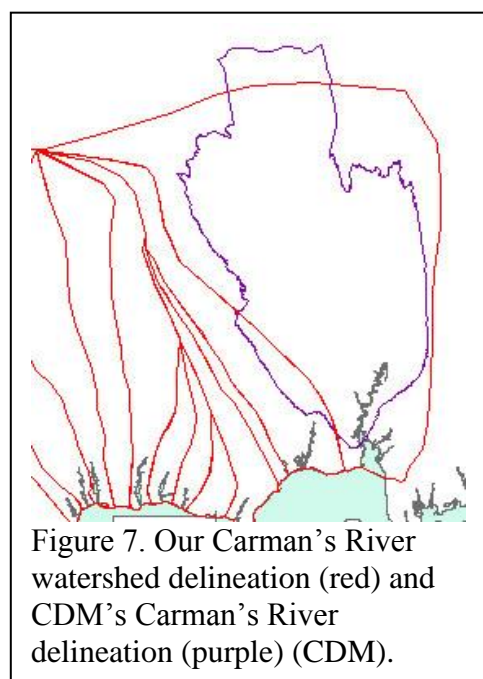 Figure 7. Our Carman’s River
watershed delineation (red) and
CDM’s Carman’s River
delineation (purple) (CDM).